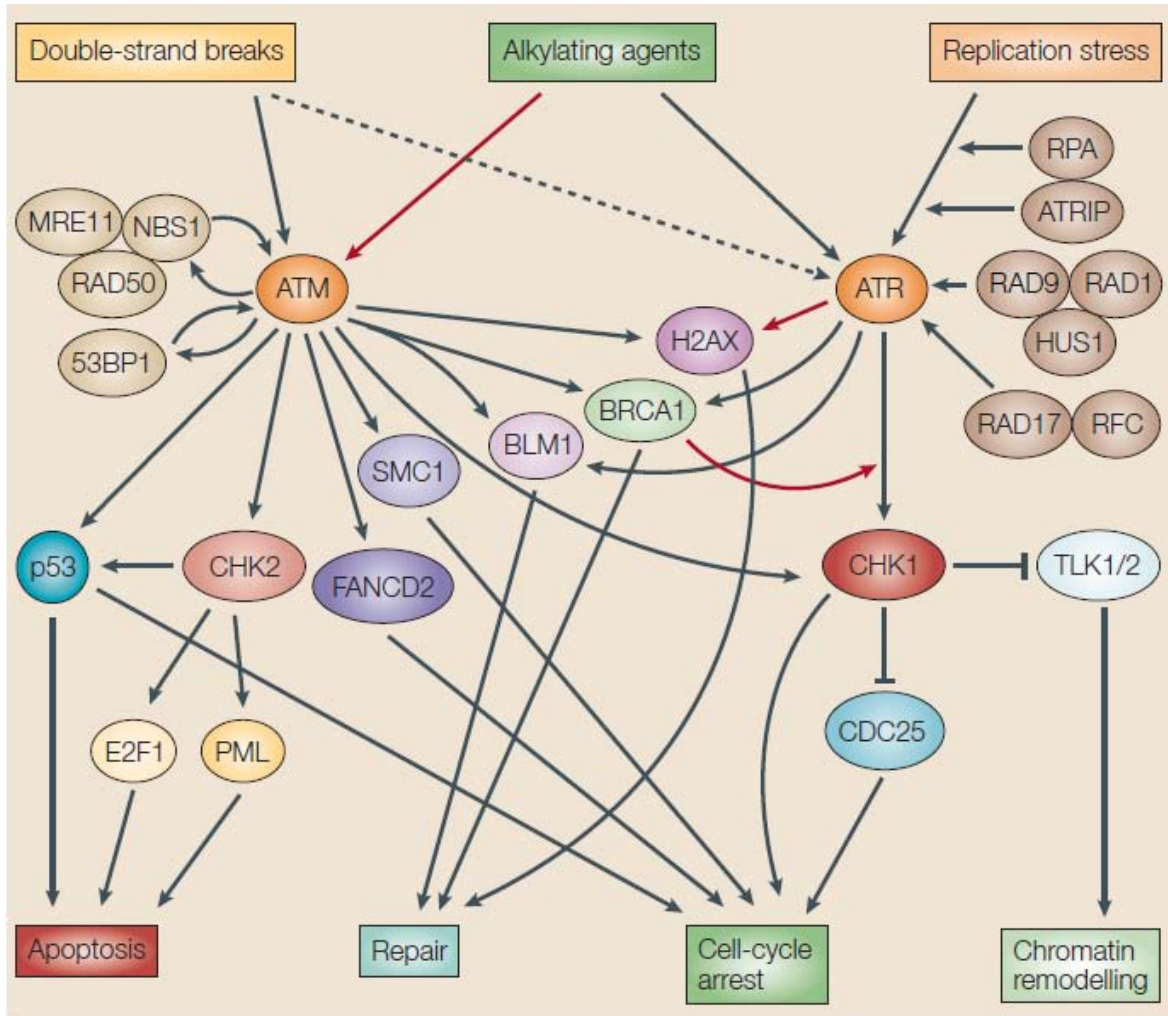 Double-strand breaks
Alkylating agents
Replication stress
RPA
MRE11
NBS1
ATRIP
RAD50
ATM
ATR
RAD9
RAD1
H2AX
HUS1
53BP1
BRCA1
RAD17
RFC
BLM1
SMC1
p53
CHK2
FANCD2
CHK1
TLK1/2
E2F1
PML
CDC25
Apoptosis
Repair
Cell-cycle
arrest
Chromatin
remodelling